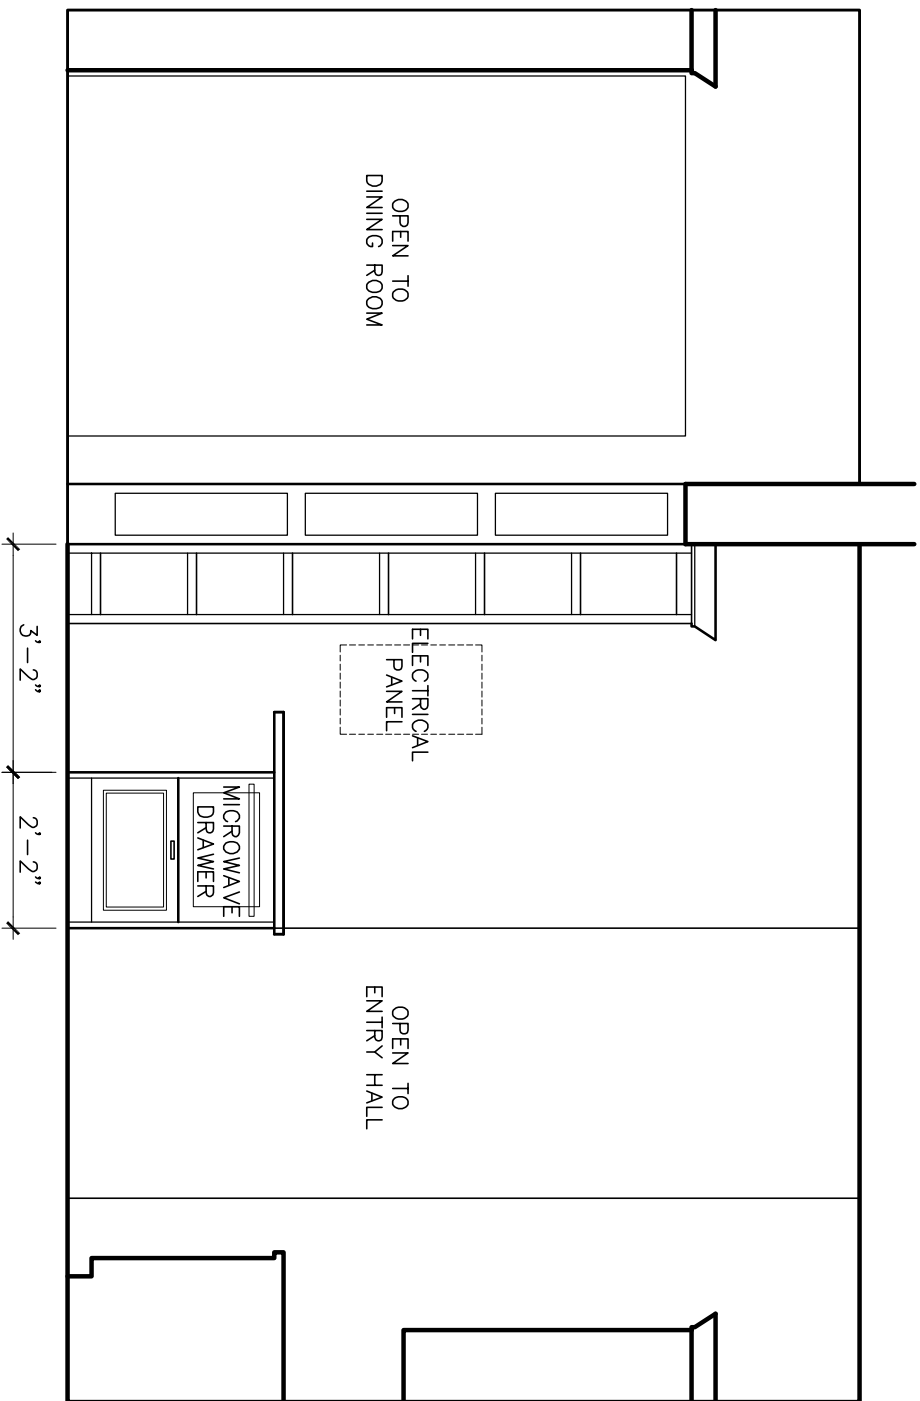 OPEN TO
DINING ROOM
ELECTRICAL
PANEL
MICROWAVE
DRAWER
OPEN TO
ENTRY HALL
3'-2"
2'-2"